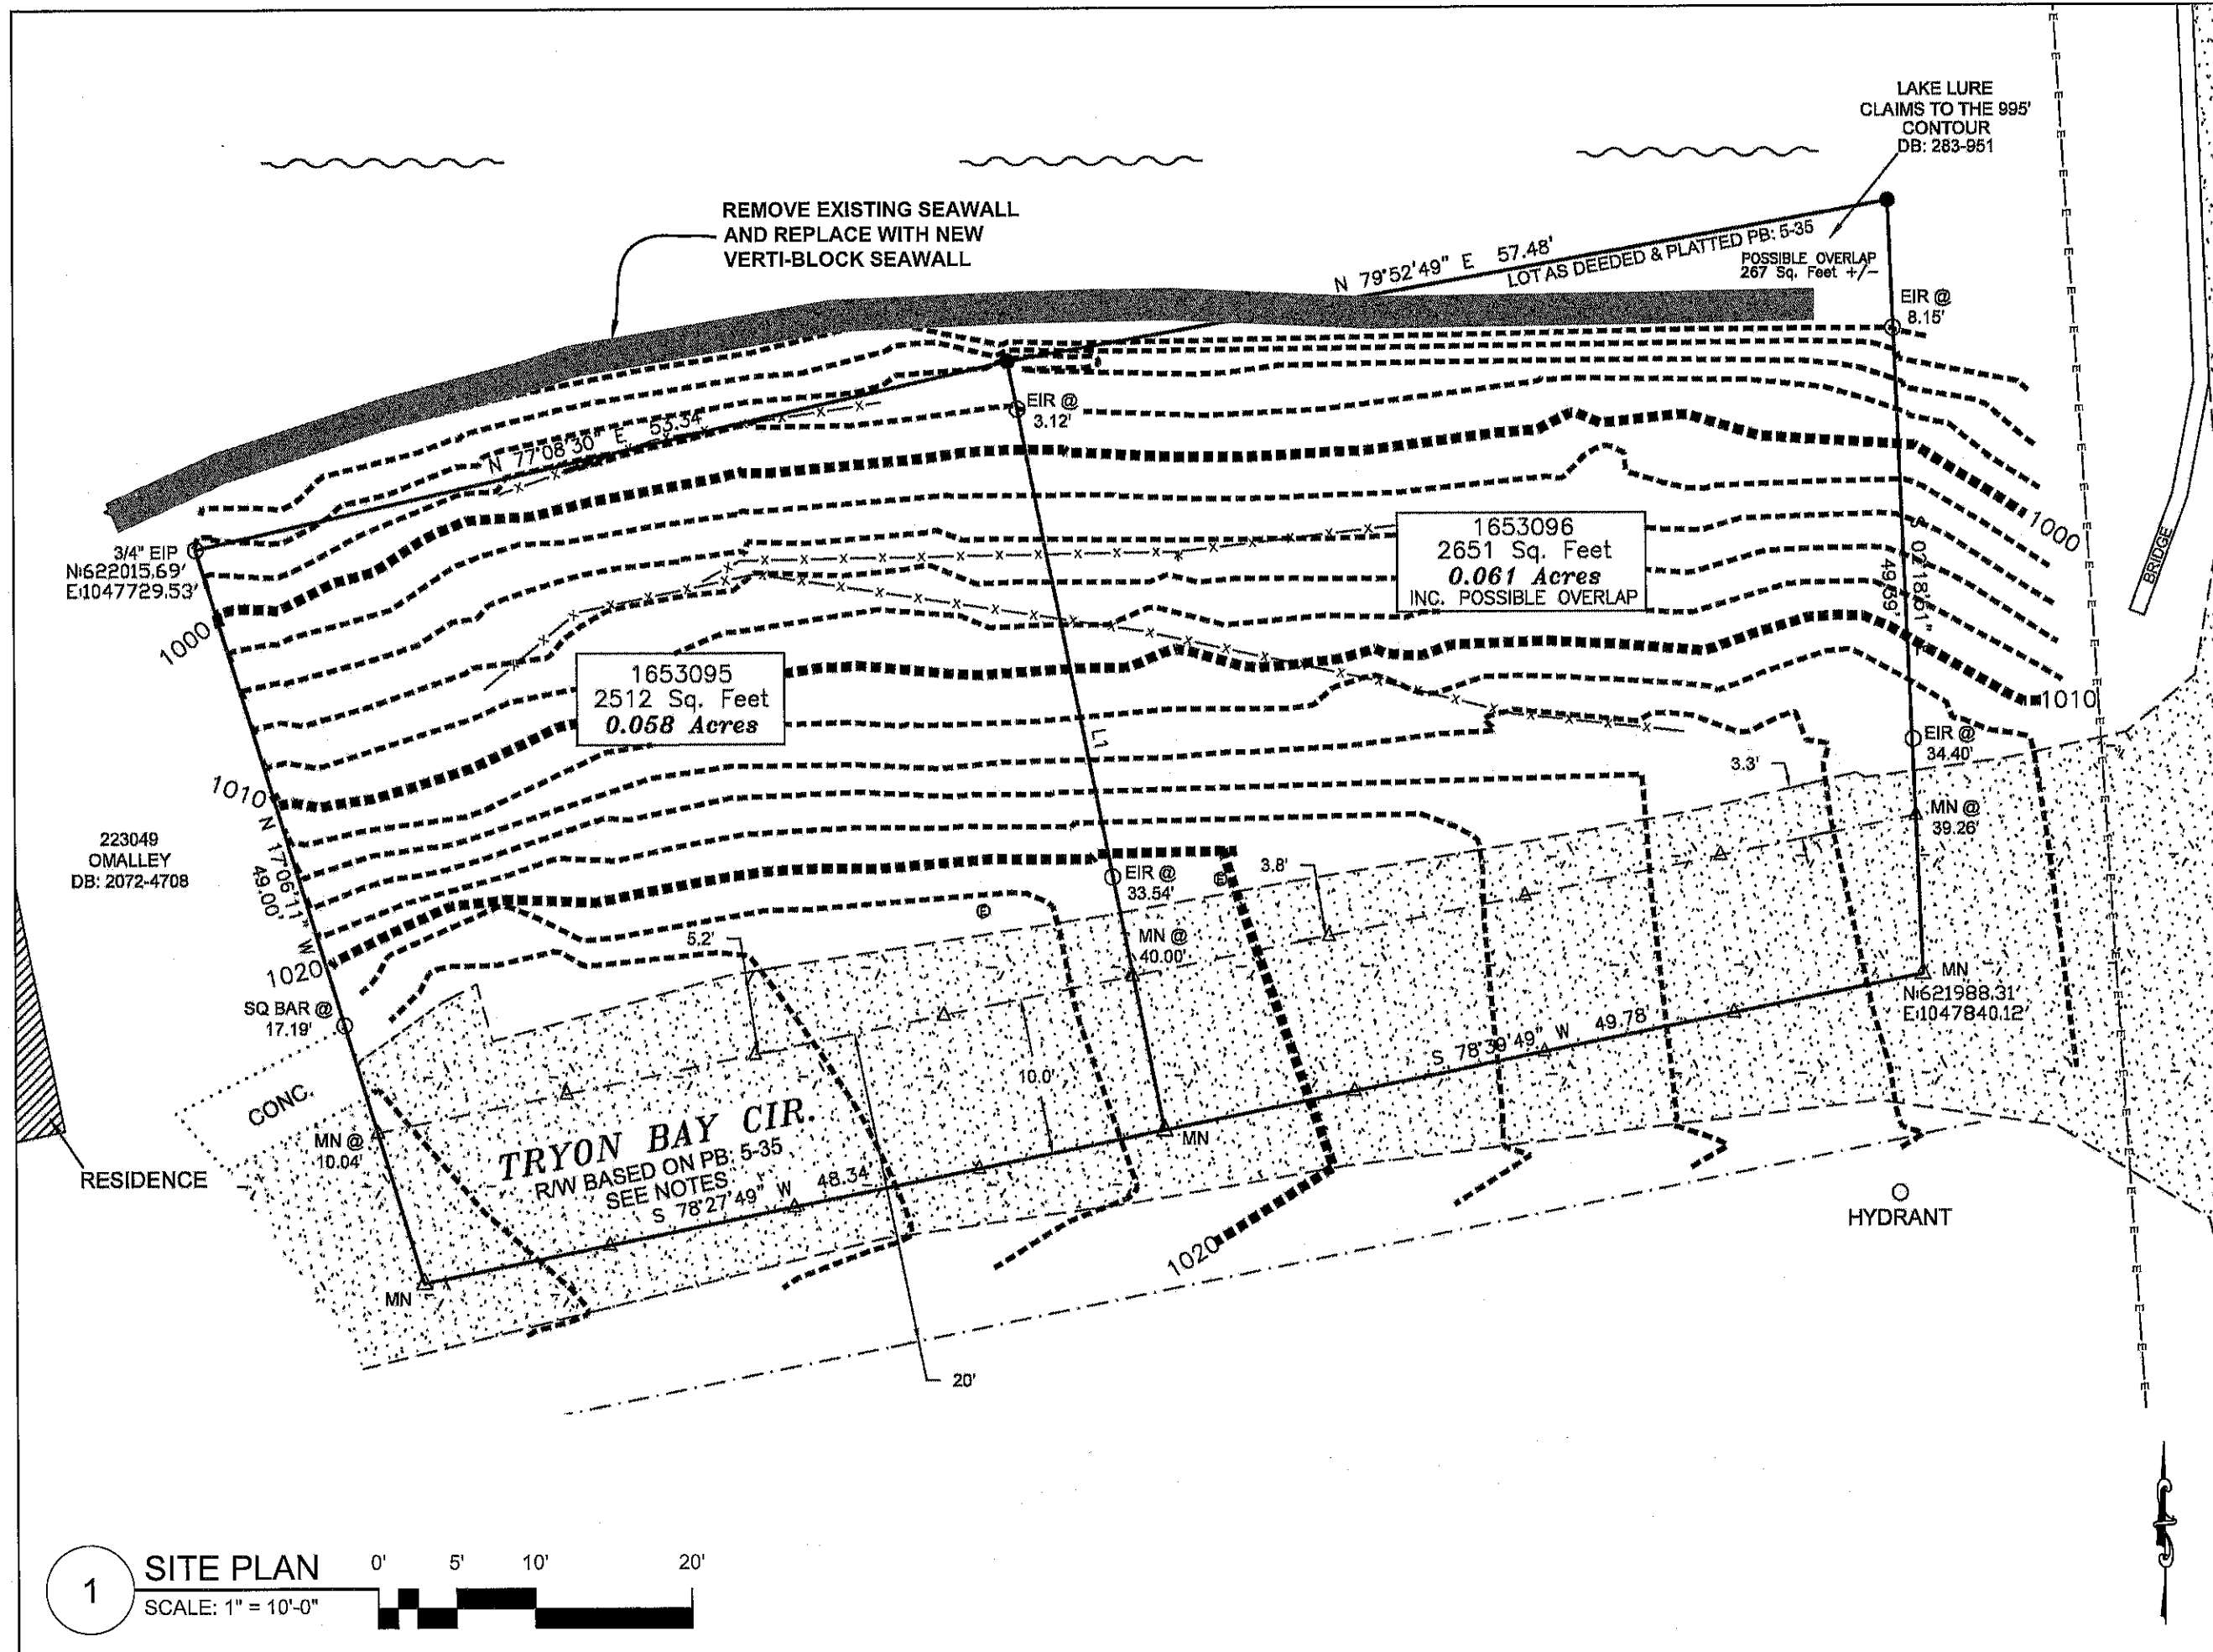 LAKE LURE
CLAIMS TO THE 995'
CONTOUR
DB: 283-951
REMOVE EXISTING SEAWALL
AND REPLACE WITH NEW
VERTI-BLOCK SEAWALL
N 79°52'49" E 57.48'
LOT AS DEEDED & PLATTED PB: 5-35
POSSIBLE OVERLAP
267 Sq. Feet +/-
EIR @
8.15'
EIR @
3.12'
N 77°08'30" E 53.34'
3/4" EIP
N:622015.69'
E:1047729.53'
1000
1653096
2651 Sq. Feet
0.061 Acres
INC. POSSIBLE OVERLAP
1000
S 02°18'51" E
49.69'
BRIDGE
1653095
2512 Sq. Feet
0.058 Acres
L1
1010
EIR @
34.40'
3.3'
1010
N 17°06'11" W
49.00'
MN @
39.26'
223049
OMALLEY
DB: 2072-4708
EIR @
33.54'
E
E
3.8'
5.2'
MN @
40.00'
1020
SQ BAR @
17.19'
MN
N:621988.31'
E:1047840.12'
S 78°39'49" W 49.78'
10.0'
CONC.
MN @
10.04'
TRYON BAY CIR.
R/W BASED ON PB: 5-35
SEE NOTES
S 78°27'49" W 48.34'
MN
RESIDENCE
HYDRANT
1020
MN
20'
1
SITE PLAN
SCALE: 1" = 10'-0"
0' 5' 10' 20'